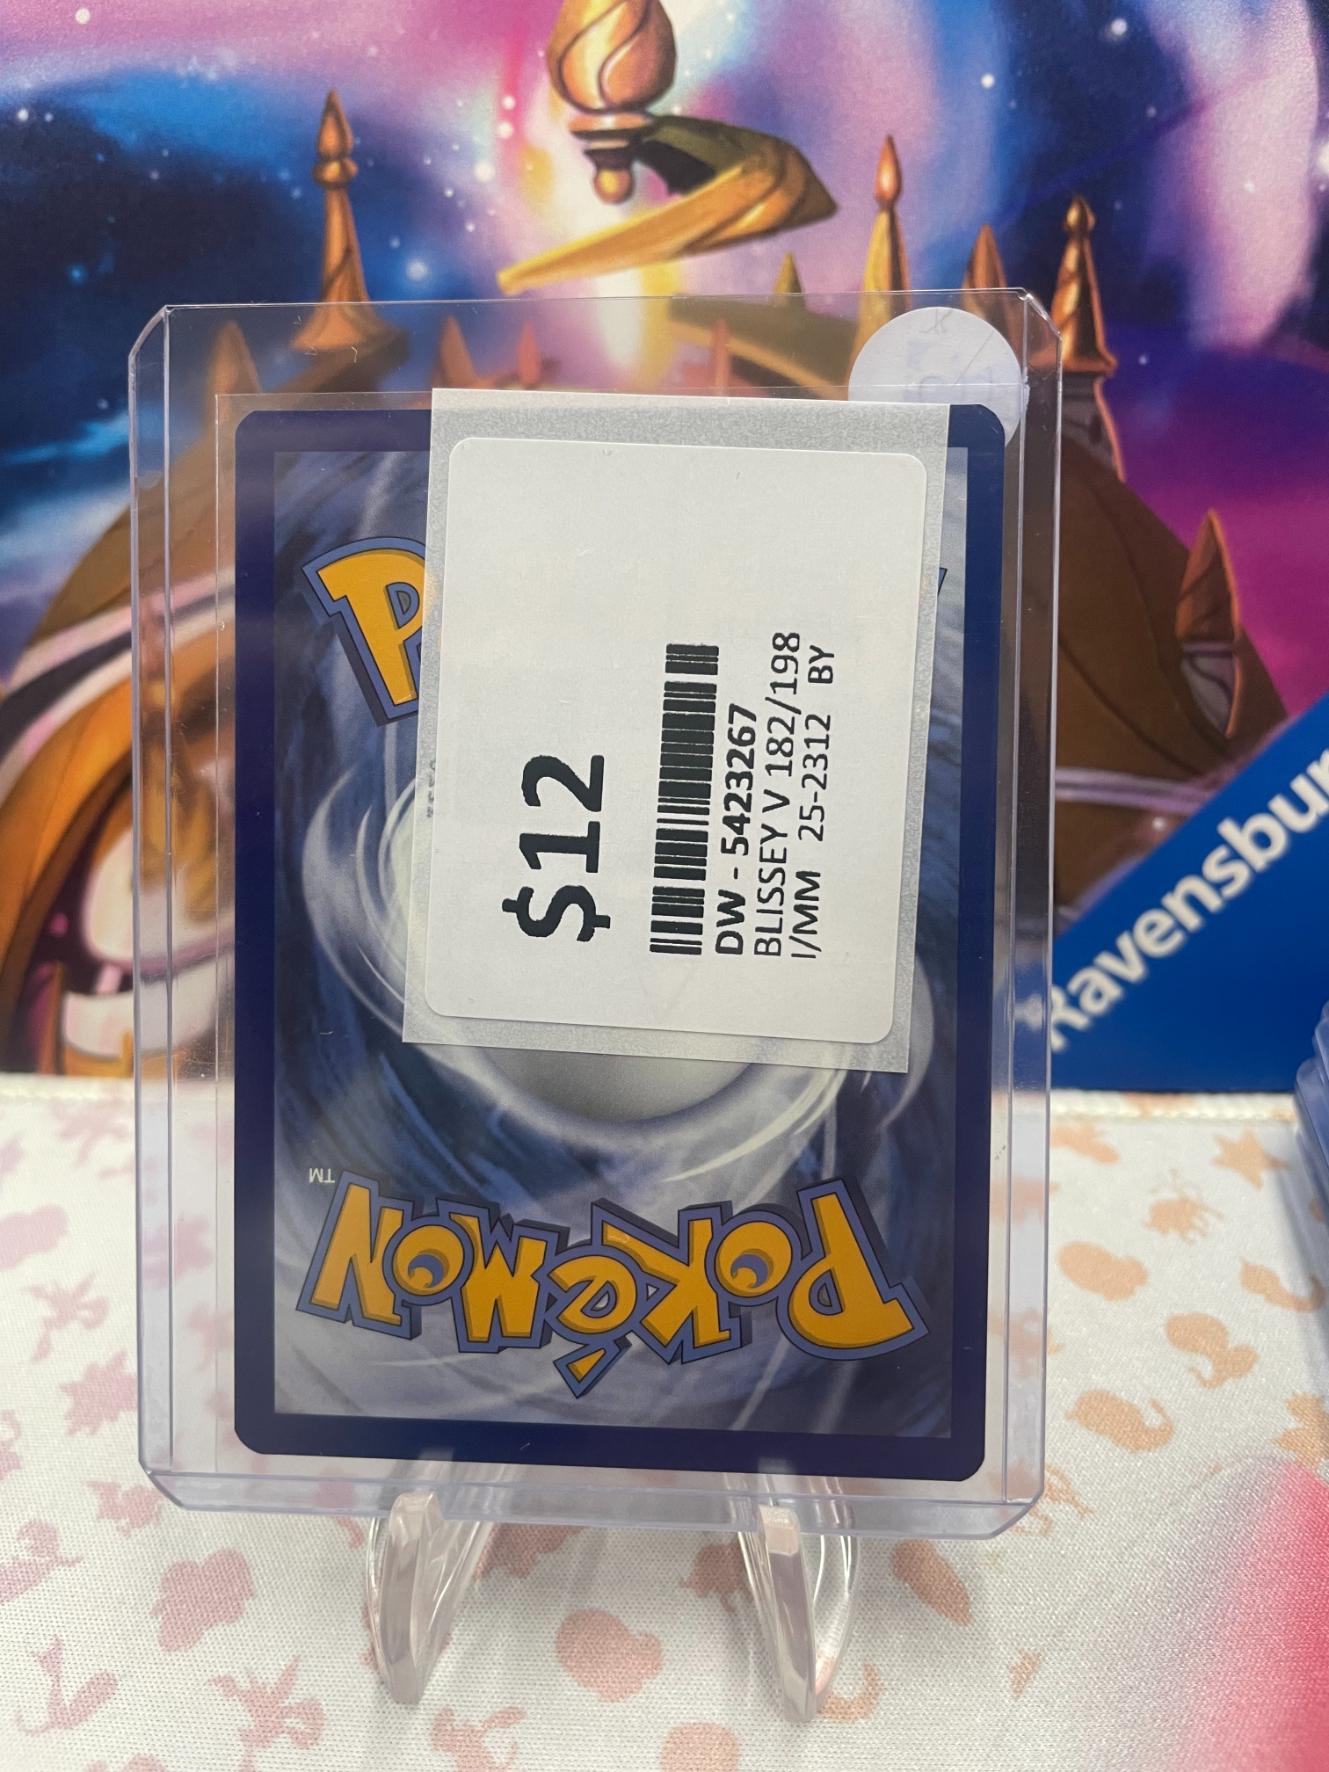 $12
DW - 5423267
BLISSEY V 182/198
I/MM 25-2312 BY
P
TM
POKéMON
Ravensbur